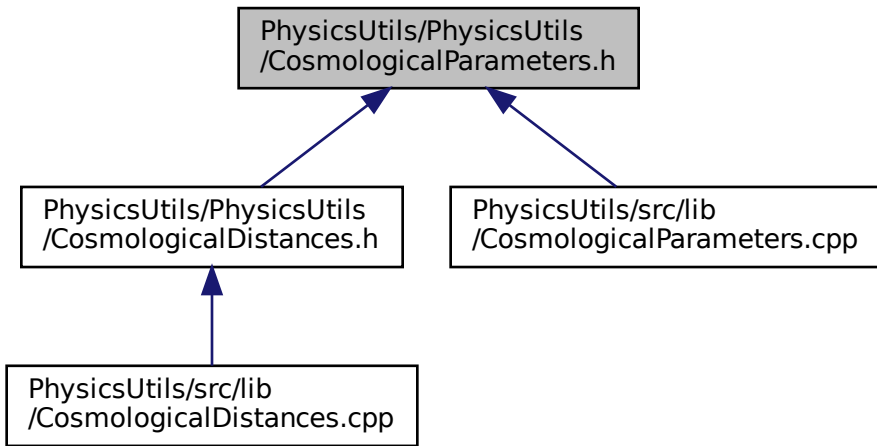 PhysicsUtils/PhysicsUtils
/CosmologicalParameters.h
PhysicsUtils/PhysicsUtils
/CosmologicalDistances.h
PhysicsUtils/src/lib
/CosmologicalParameters.cpp
PhysicsUtils/src/lib
/CosmologicalDistances.cpp